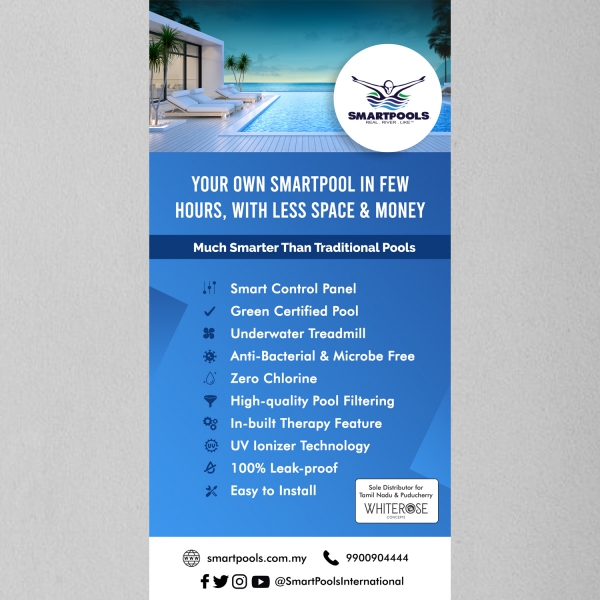 SMARTPOOLS
REAL. RIVER. LIKE™
YOUR OWN SMARTPOOL IN FEW
HOURS, WITH LESS SPACE & MONEY
Much Smarter Than Traditional Pools
Smart Control Panel
Green Certified Pool
Underwater Treadmill
Anti-Bacterial & Microbe Free
Zero Chlorine
High-quality Pool Filtering
In-built Therapy Feature
UV
UV Ionizer Technology
100% Leak-proof
Easy to Install
Sole Distributor for
Tamil Nadu & Puducherry
WHITEROSE
CONCEPTS
www smartpools.com.my 9900904444
@SmartPoolsInternational